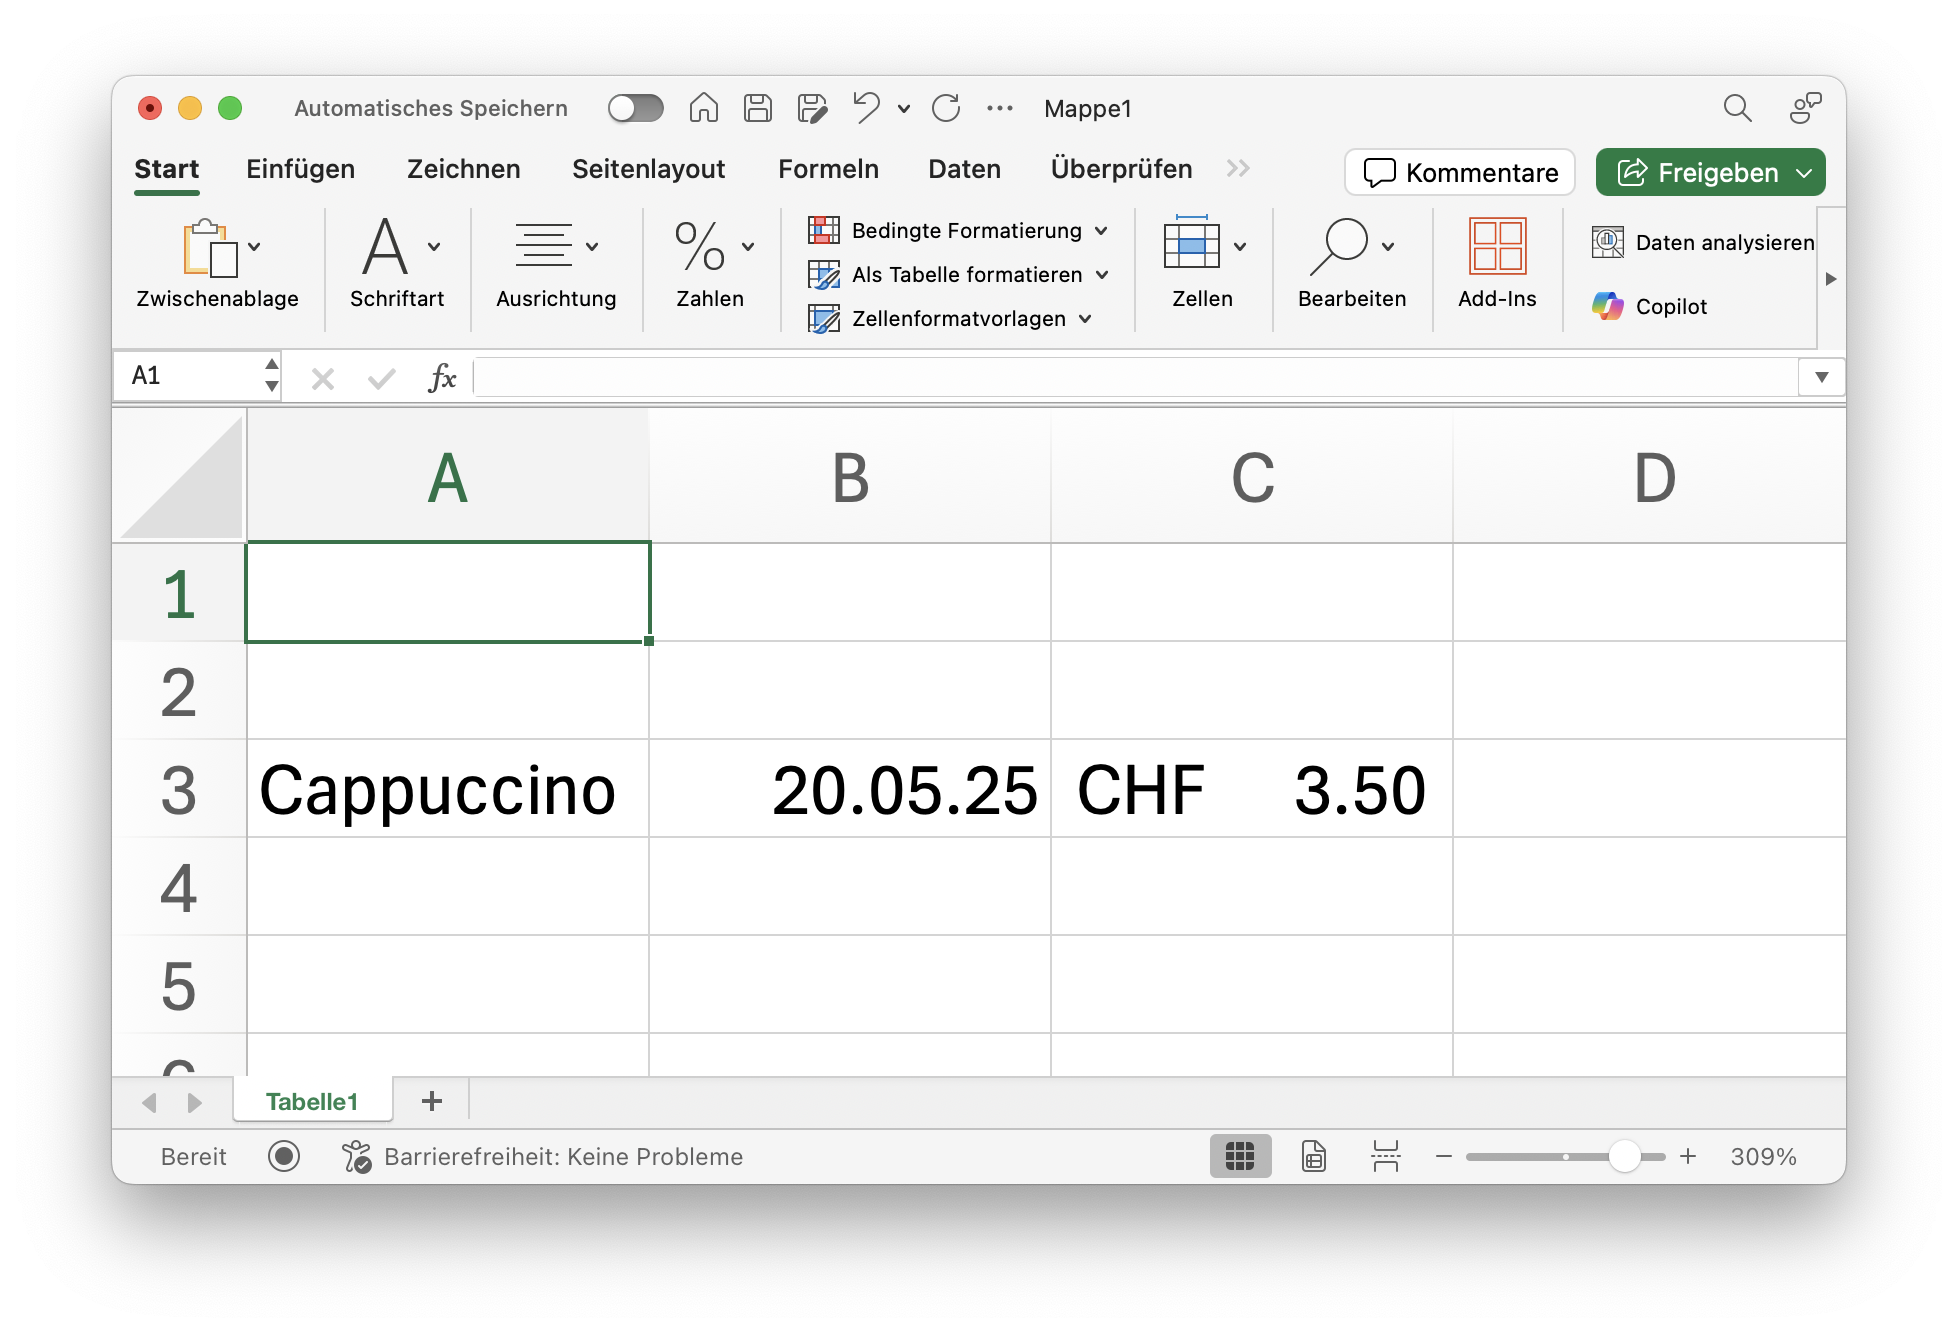 Automatisches Speichern Mappe1
Start Einfügen Zeichnen Seitenlayout Formeln Daten Überprüfen Kommentare Freigeben
Zwischenablage
Schriftart
Ausrichtung
Zahlen
Bedingte Formatierung
Als Tabelle formatieren
Zellenformatvorlagen
Zellen
Bearbeiten
Add-Ins
Daten analysieren
Copilot
A1 fx
A B C D
1
2
3 Cappuccino 20.05.25 CHF 3.50
4
5
6
Tabelle1 +
Bereit Barrierefreiheit: Keine Probleme − + 309%